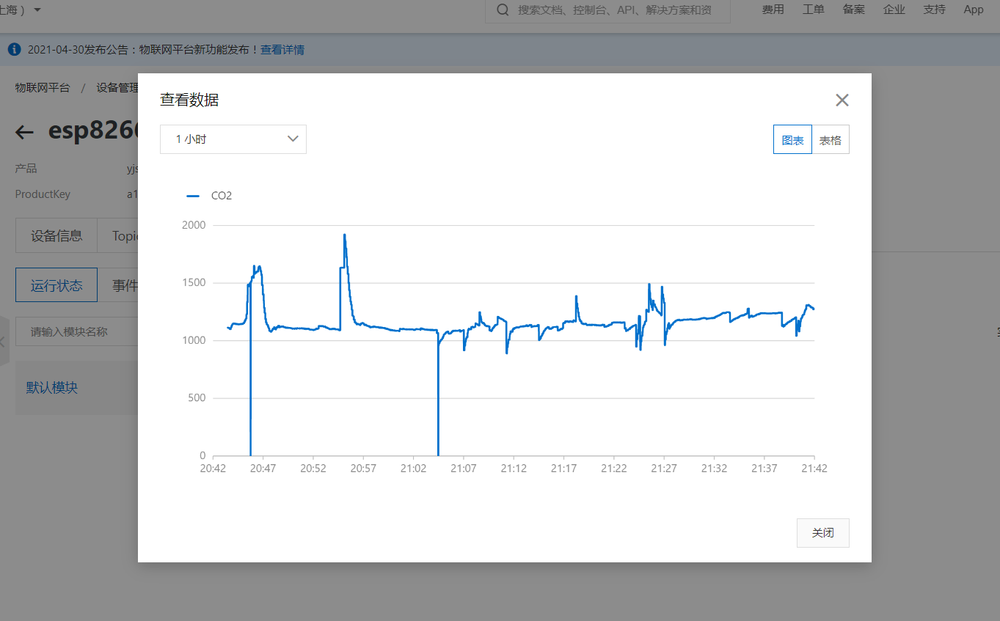 上海） 搜索文档、控制台、API、解决方案和资 费用 工单 备案 企业 支持 App
2021-04-30发布公告：物联网平台新功能发布！查看详情
物联网平台 / 设备管理
查看数据
esp826
1 小时
图表 表格
产品 yjs
ProductKey a1
CO2
设备信息 Topic
运行状态 事件
请输入模块名称
默认模块
2000
1500
1000
500
0
20:42 20:47 20:52 20:57 21:02 21:07 21:12 21:17 21:22 21:27 21:32 21:37 21:42
关闭